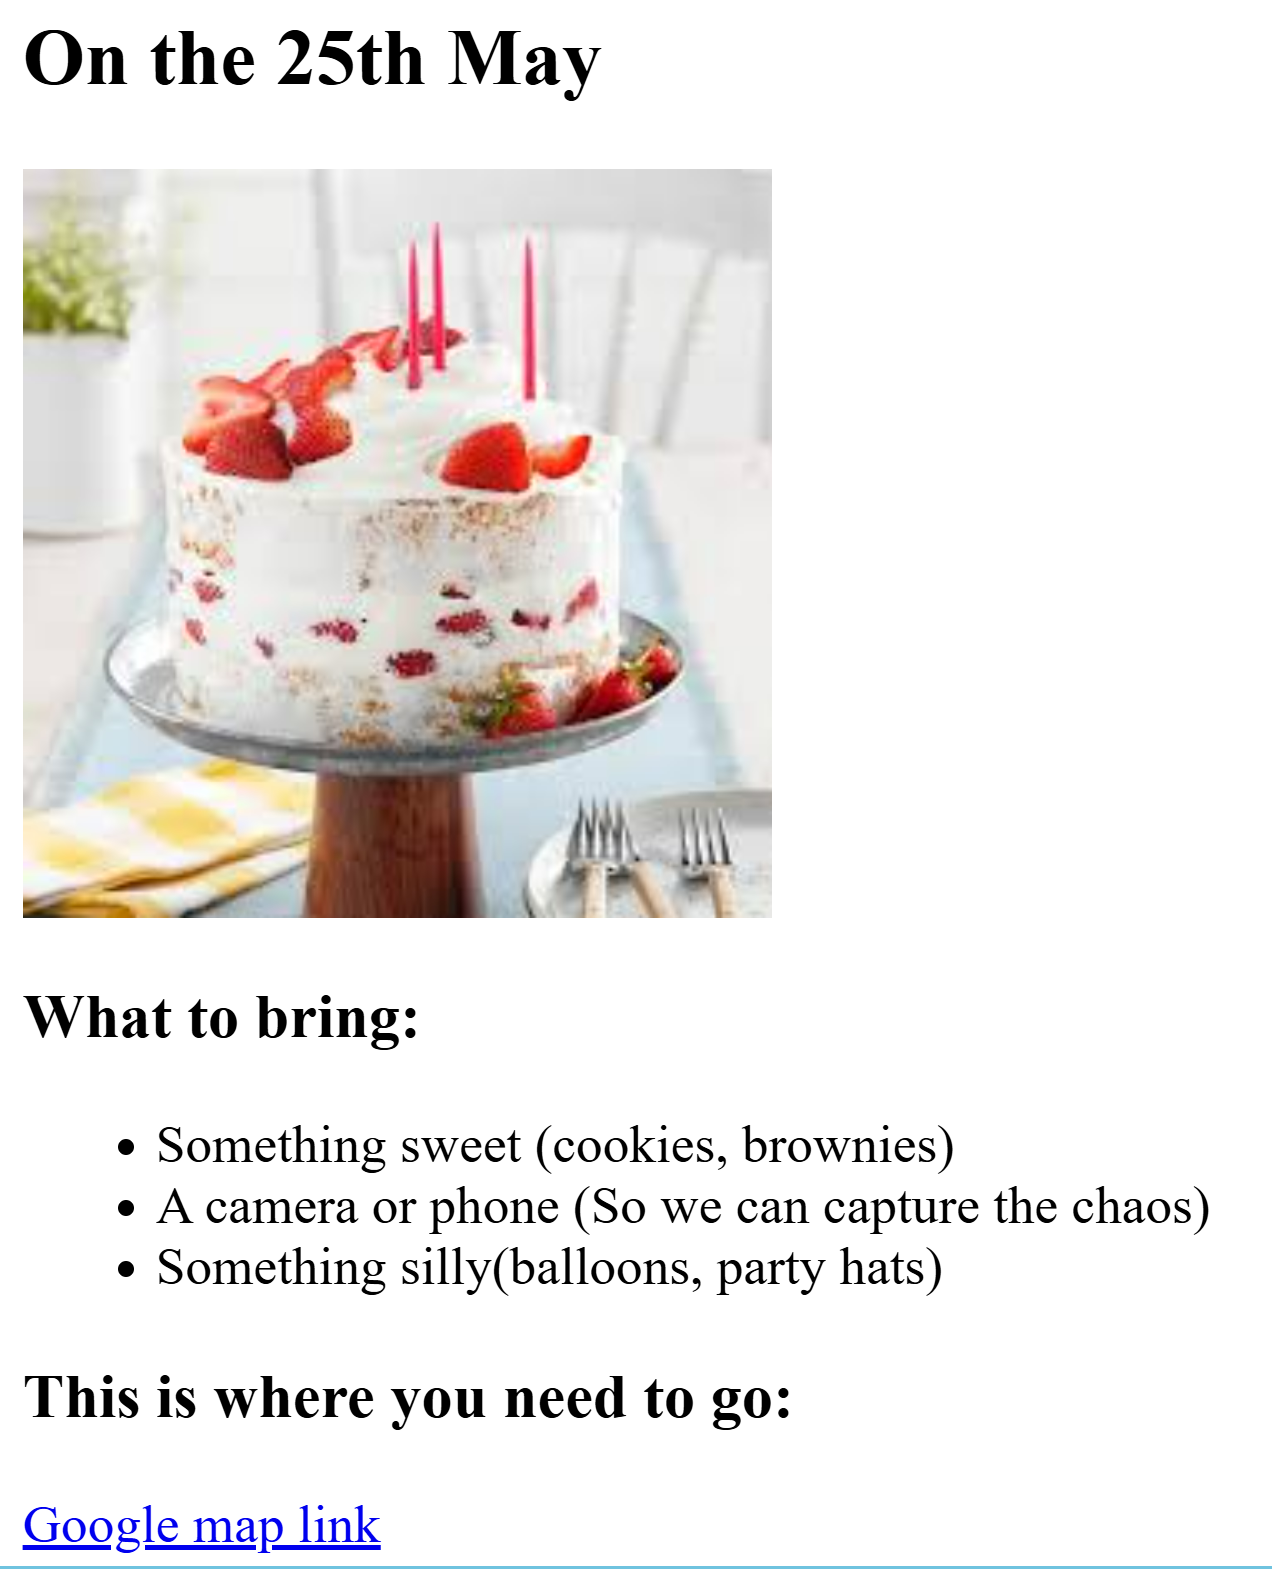 On the 25th May
What to bring:
Something sweet (cookies, brownies)
A camera or phone (So we can capture the chaos)
Something silly(balloons, party hats)
This is where you need to go:
Google map link